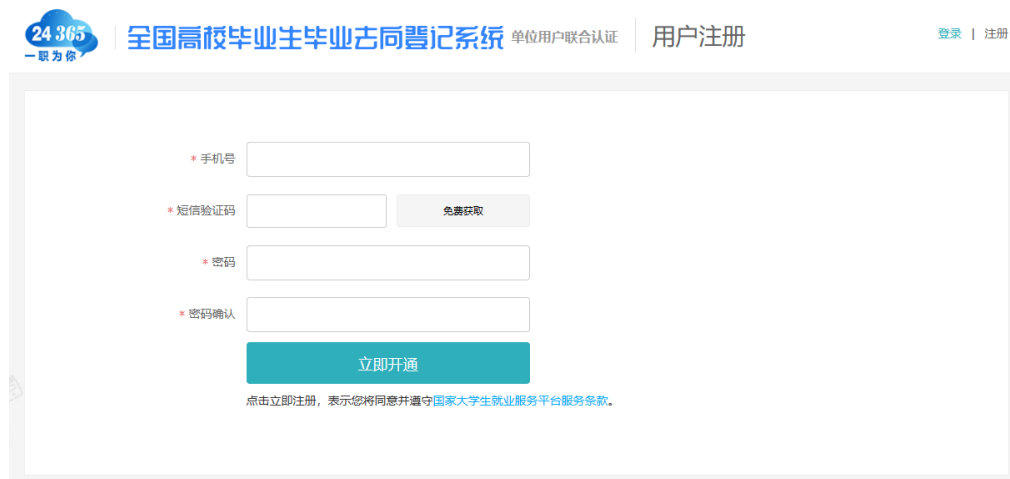 24 365
一职为你
全国高校毕业生毕业去向登记系统 单位用户联合认证 用户注册
登录 | 注册
* 手机号
* 短信验证码 免费获取
* 密码
* 密码确认
立即开通
点击立即注册，表示您将同意并遵守国家大学生就业服务平台服务条款。